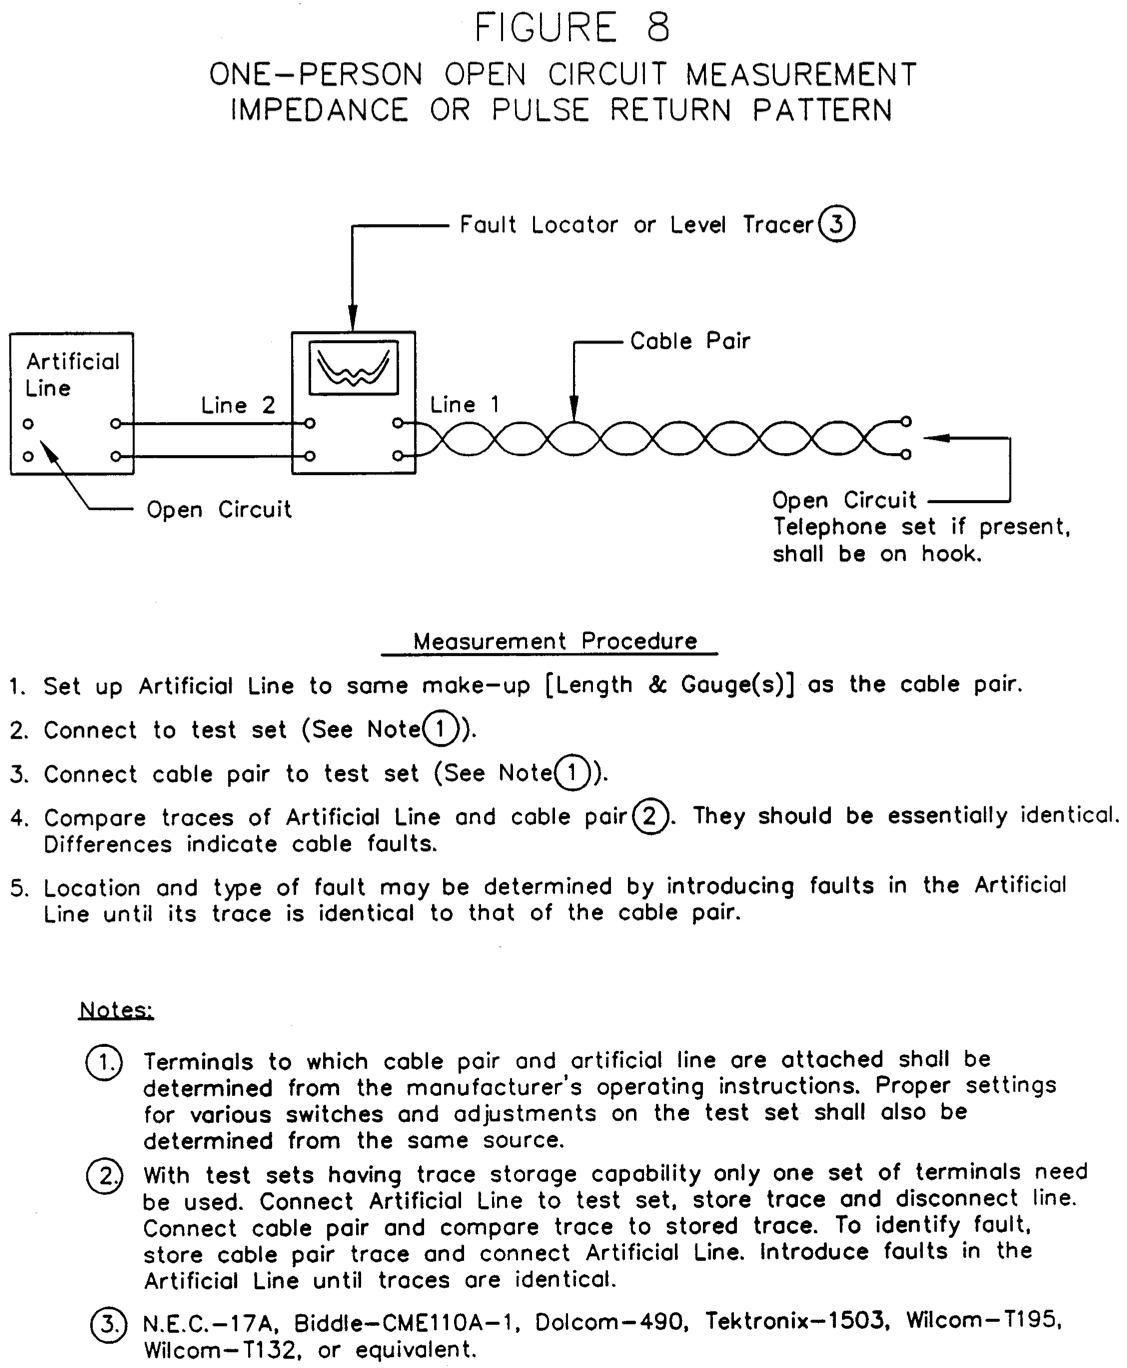 FIGURE 8
ONE-PERSON OPEN CIRCUIT MEASUREMENT
IMPEDANCE OR PULSE RETURN PATTERN
Fault Locator or Level Tracer 3
Artificial
Line
Line 2
Line 1
Cable Pair
Open Circuit
Open Circuit
Telephone set if present,
shall be on hook.
Measurement Procedure
1. Set up Artificial Line to same make-up [Length & Gauge(s)] as the cable pair.
2. Connect to test set (See Note 1).
3. Connect cable pair to test set (See Note 1).
4. Compare traces of Artificial Line and cable pair 2. They should be essentially identical.
Differences indicate cable faults.
5. Location and type of fault may be determined by introducing faults in the Artificial
Line until its trace is identical to that of the cable pair.
Notes:
1. Terminals to which cable pair and artificial line are attached shall be
determined from the manufacturer's operating instructions. Proper settings
for various switches and adjustments on the test set shall also be
determined from the same source.
2. With test sets having trace storage capability only one set of terminals need
be used. Connect Artificial Line to test set, store trace and disconnect line.
Connect cable pair and compare trace to stored trace. To identify fault,
store cable pair trace and connect Artificial Line. Introduce faults in the
Artificial Line until traces are identical.
3. N.E.C.-17A, Biddle-CME110A-1, Dolcom-490, Tektronix-1503, Wilcom-T195,
Wilcom-T132, or equivalent.